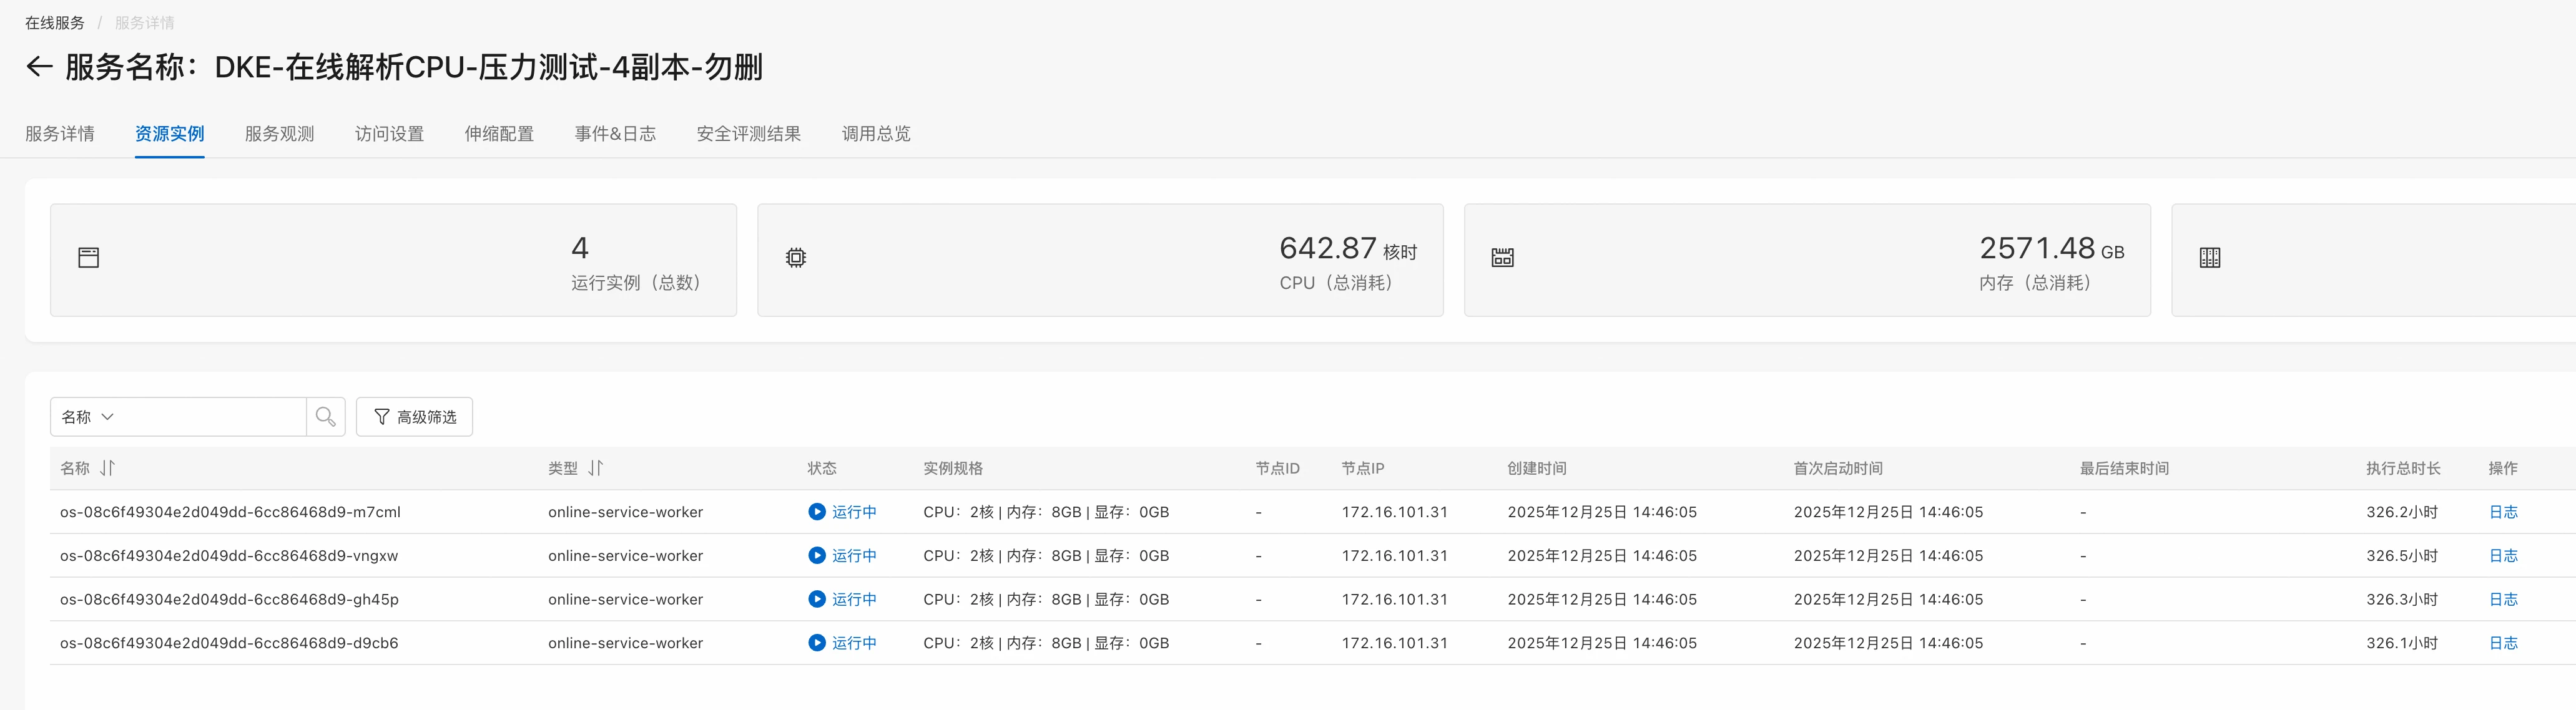 在线服务 / 服务详情
服务名称：DKE-在线解析CPU-压力测试-4副本-勿删
服务详情 资源实例 服务观测 访问设置 伸缩配置 事件&日志 安全评测结果 调用总览
4 642.87 核时 2571.48 GB
运行实例（总数） CPU（总消耗） 内存（总消耗）
名称 高级筛选
名称 类型 状态 实例规格 节点ID 节点IP 创建时间 首次启动时间 最后结束时间 执行总时长 操作
os-08c6f49304e2d049dd-6cc86468d9-m7cml online-service-worker 运行中 CPU：2核 | 内存：8GB | 显存：0GB - 172.16.101.31 2025年12月25日 14:46:05 2025年12月25日 14:46:05 - 326.2小时 日志
os-08c6f49304e2d049dd-6cc86468d9-vngxw online-service-worker 运行中 CPU：2核 | 内存：8GB | 显存：0GB - 172.16.101.31 2025年12月25日 14:46:05 2025年12月25日 14:46:05 - 326.5小时 日志
os-08c6f49304e2d049dd-6cc86468d9-gh45p online-service-worker 运行中 CPU：2核 | 内存：8GB | 显存：0GB - 172.16.101.31 2025年12月25日 14:46:05 2025年12月25日 14:46:05 - 326.3小时 日志
os-08c6f49304e2d049dd-6cc86468d9-d9cb6 online-service-worker 运行中 CPU：2核 | 内存：8GB | 显存：0GB - 172.16.101.31 2025年12月25日 14:46:05 2025年12月25日 14:46:05 - 326.1小时 日志